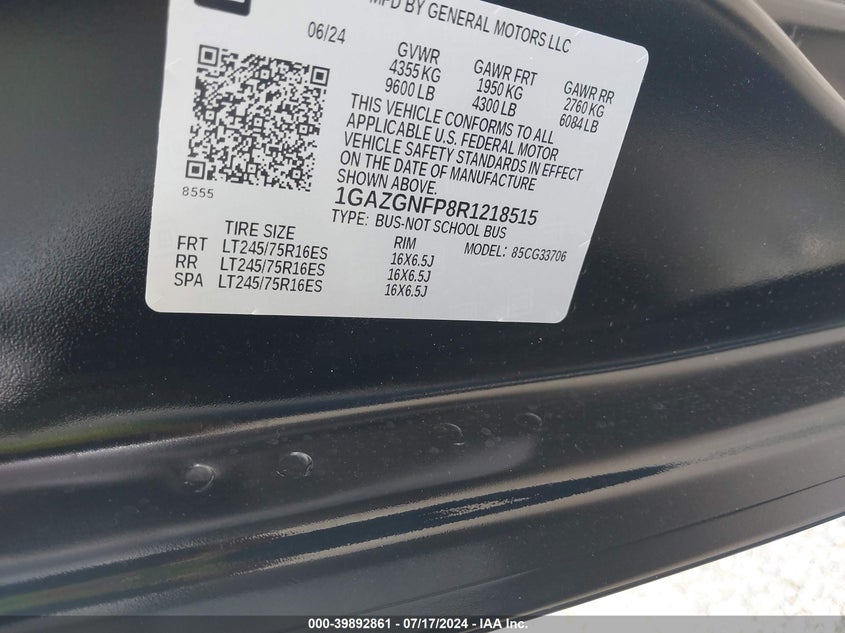 MFD BY GENERAL MOTORS LLC
06/24
GVWR
4355 KG
9600 LB
GAWR FRT
1950 KG
4300 LB
GAWR RR
2760 KG
6084 LB
THIS VEHICLE CONFORMS TO ALL
APPLICABLE U.S. FEDERAL MOTOR
VEHICLE SAFETY STANDARDS IN EFFECT
ON THE DATE OF MANUFACTURE
SHOWN ABOVE.
8555
1GAZGNFP8R1218515
TYPE: BUS-NOT SCHOOL BUS
MODEL: 85CG33706
TIRE SIZE RIM
FRT LT245/75R16ES 16X6.5J
RR LT245/75R16ES 16X6.5J
SPA LT245/75R16ES 16X6.5J
000-39892861 - 07/17/2024 - IAA Inc.